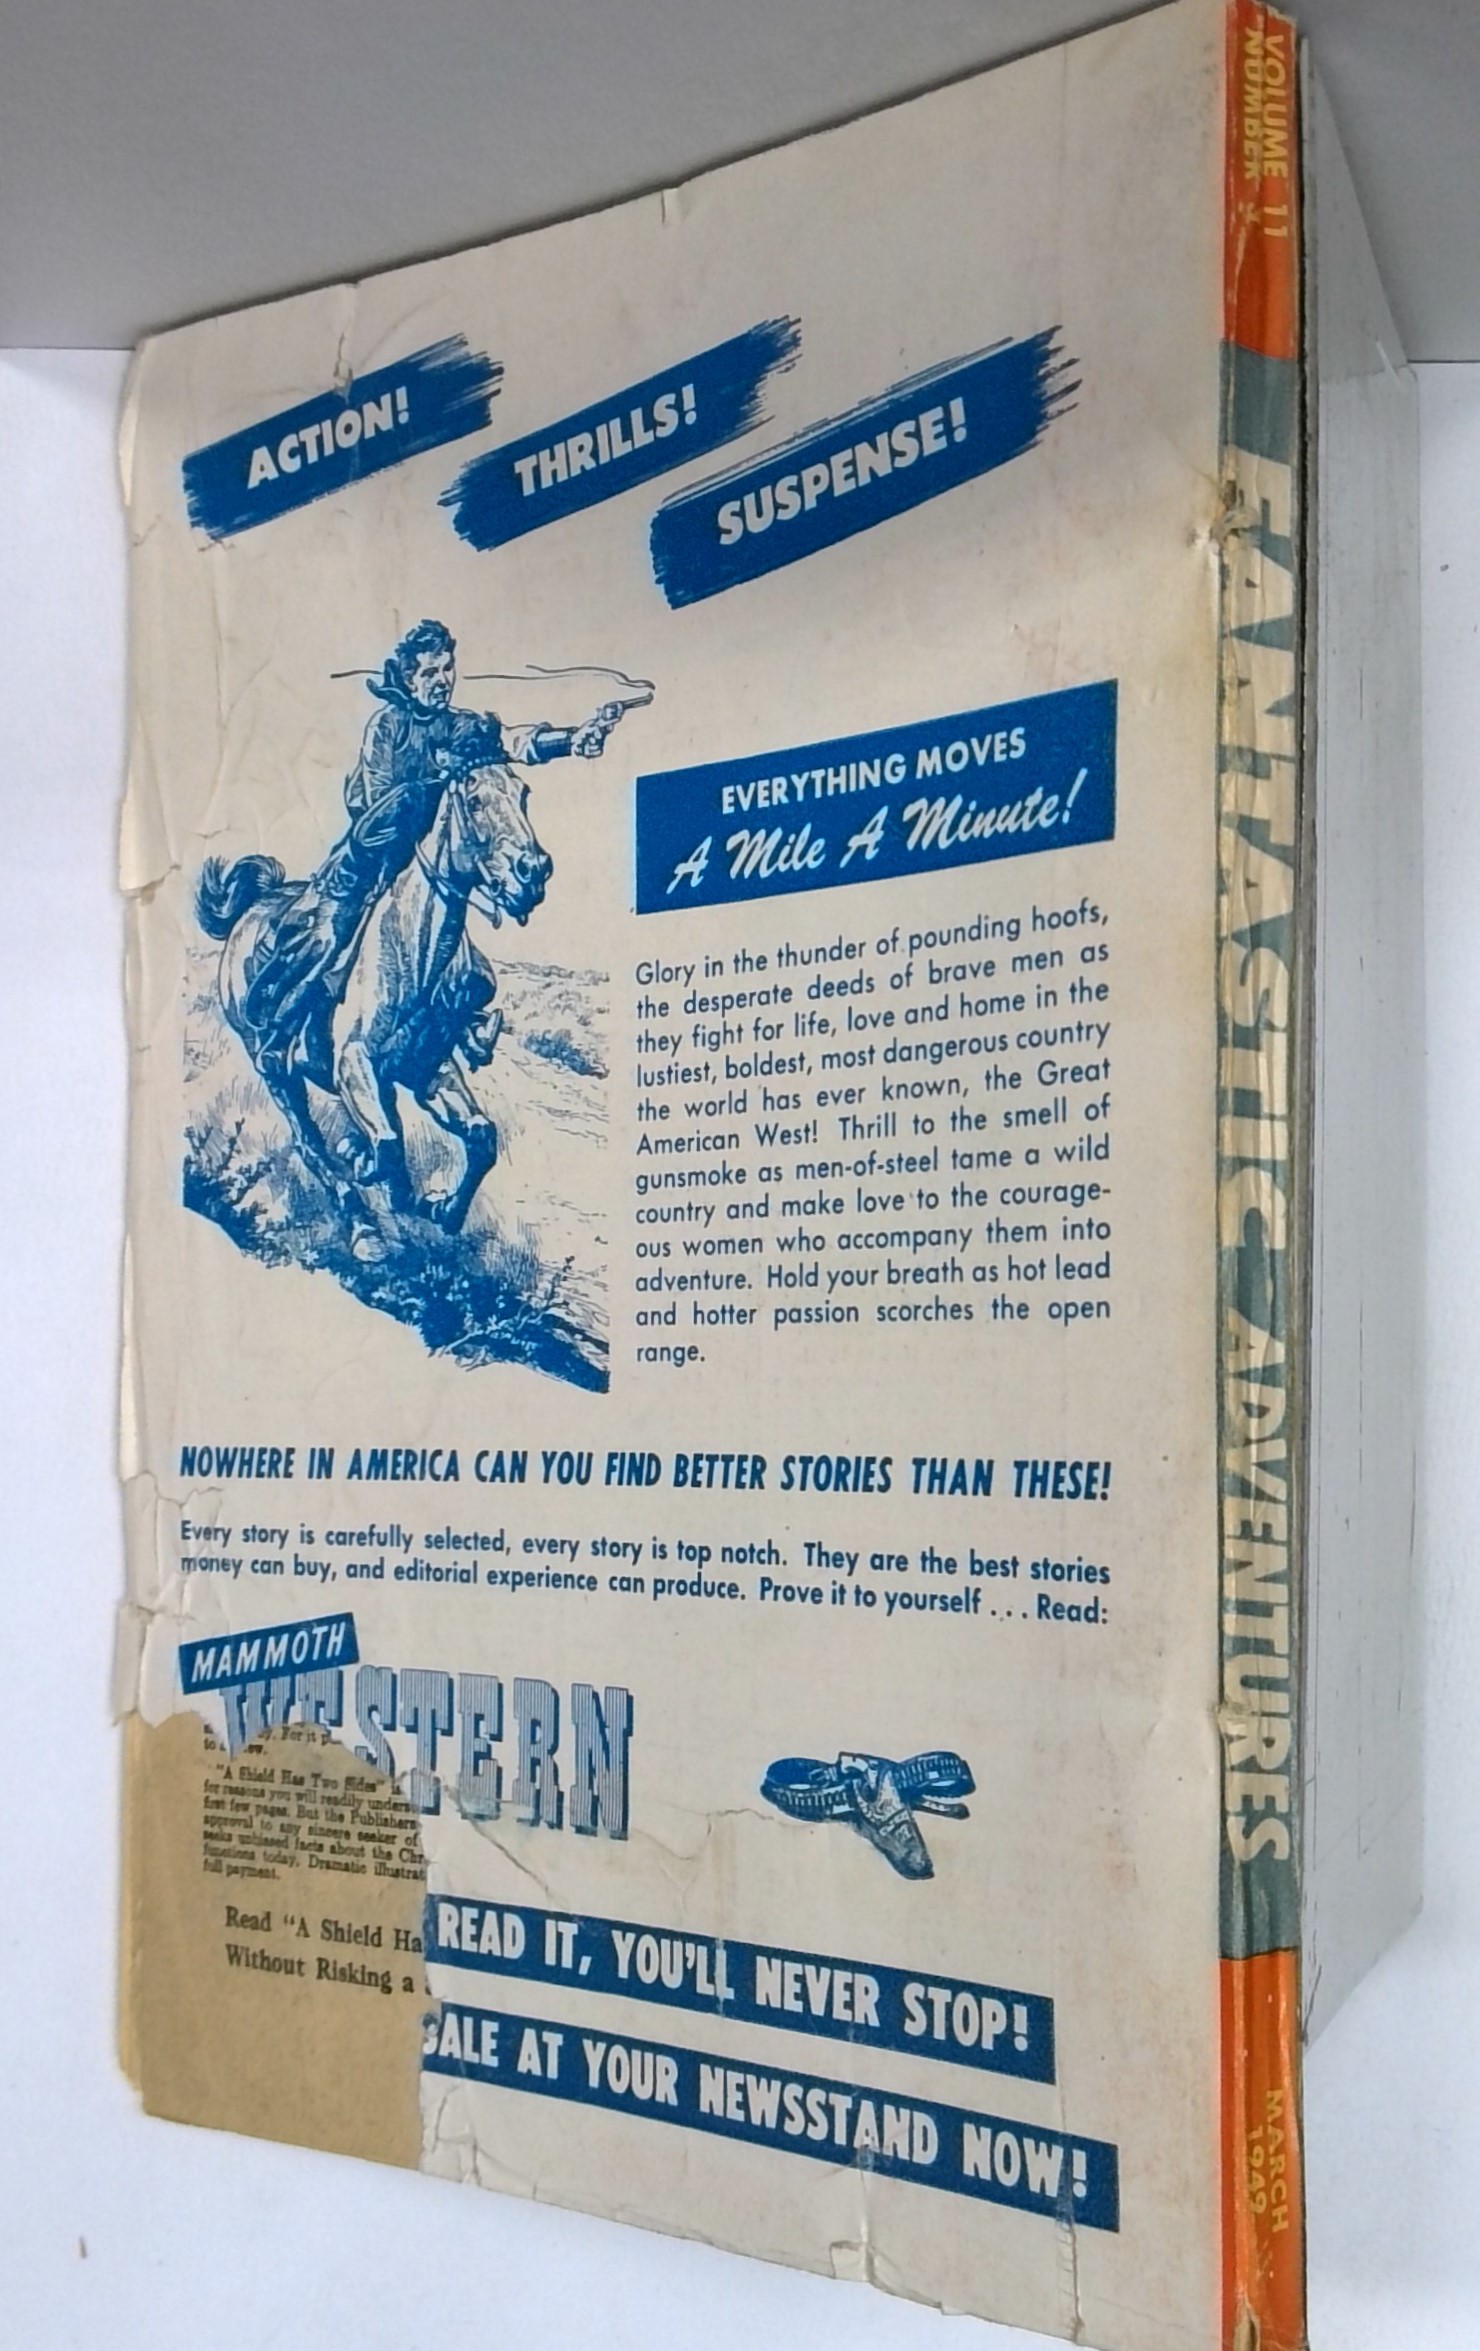 ACTION!
THRILLS!
SUSPENSE!
EVERYTHING MOVES
A Mile A Minute!
Glory in the thunder of pounding hoofs,
the desperate deeds of brave men as
they fight for life, love and home in the
lustiest, boldest, most dangerous country
the world has ever known, the Great
American West! Thrill to the smell of
gunsmoke as men-of-steel tame a wild
country and make love to the courage-
ous women who accompany them into
adventure. Hold your breath as hot lead
and hotter passion scorches the open
range.
NOWHERE IN AMERICA CAN YOU FIND BETTER STORIES THAN THESE!
Every story is carefully selected, every story is top notch. They are the best stories
money can buy, and editorial experience can produce. Prove it to yourself . . . Read:
MAMMOTH
WESTERN
For it
to
"A Shield Has Two Sides" is
for reasons you will readily
first few pages. But the Publishers
approval to any sincere seeker of
seeks unbiased facts about the
functions today. Dramatic
full payment.
Read "A Shield
Without Risking a
READ IT, YOU'LL NEVER STOP!
SALE AT YOUR NEWSSTAND NOW!
VOLUME 11
NUMBER
FANTASTIC ADVENTURES
MARCH
1949